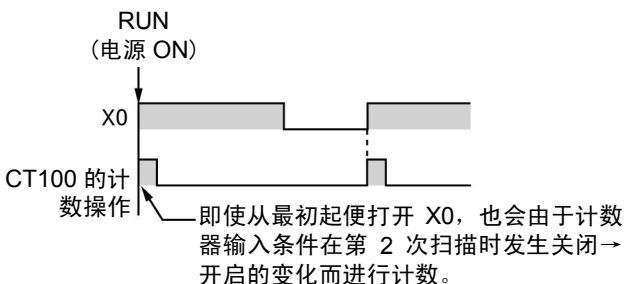 RUN
(电源 ON)
X0
CT100 的计
数操作
即使从最初起便打开 X0，也会由于计数
器输入条件在第 2 次扫描时发生关闭→
开启的变化而进行计数。